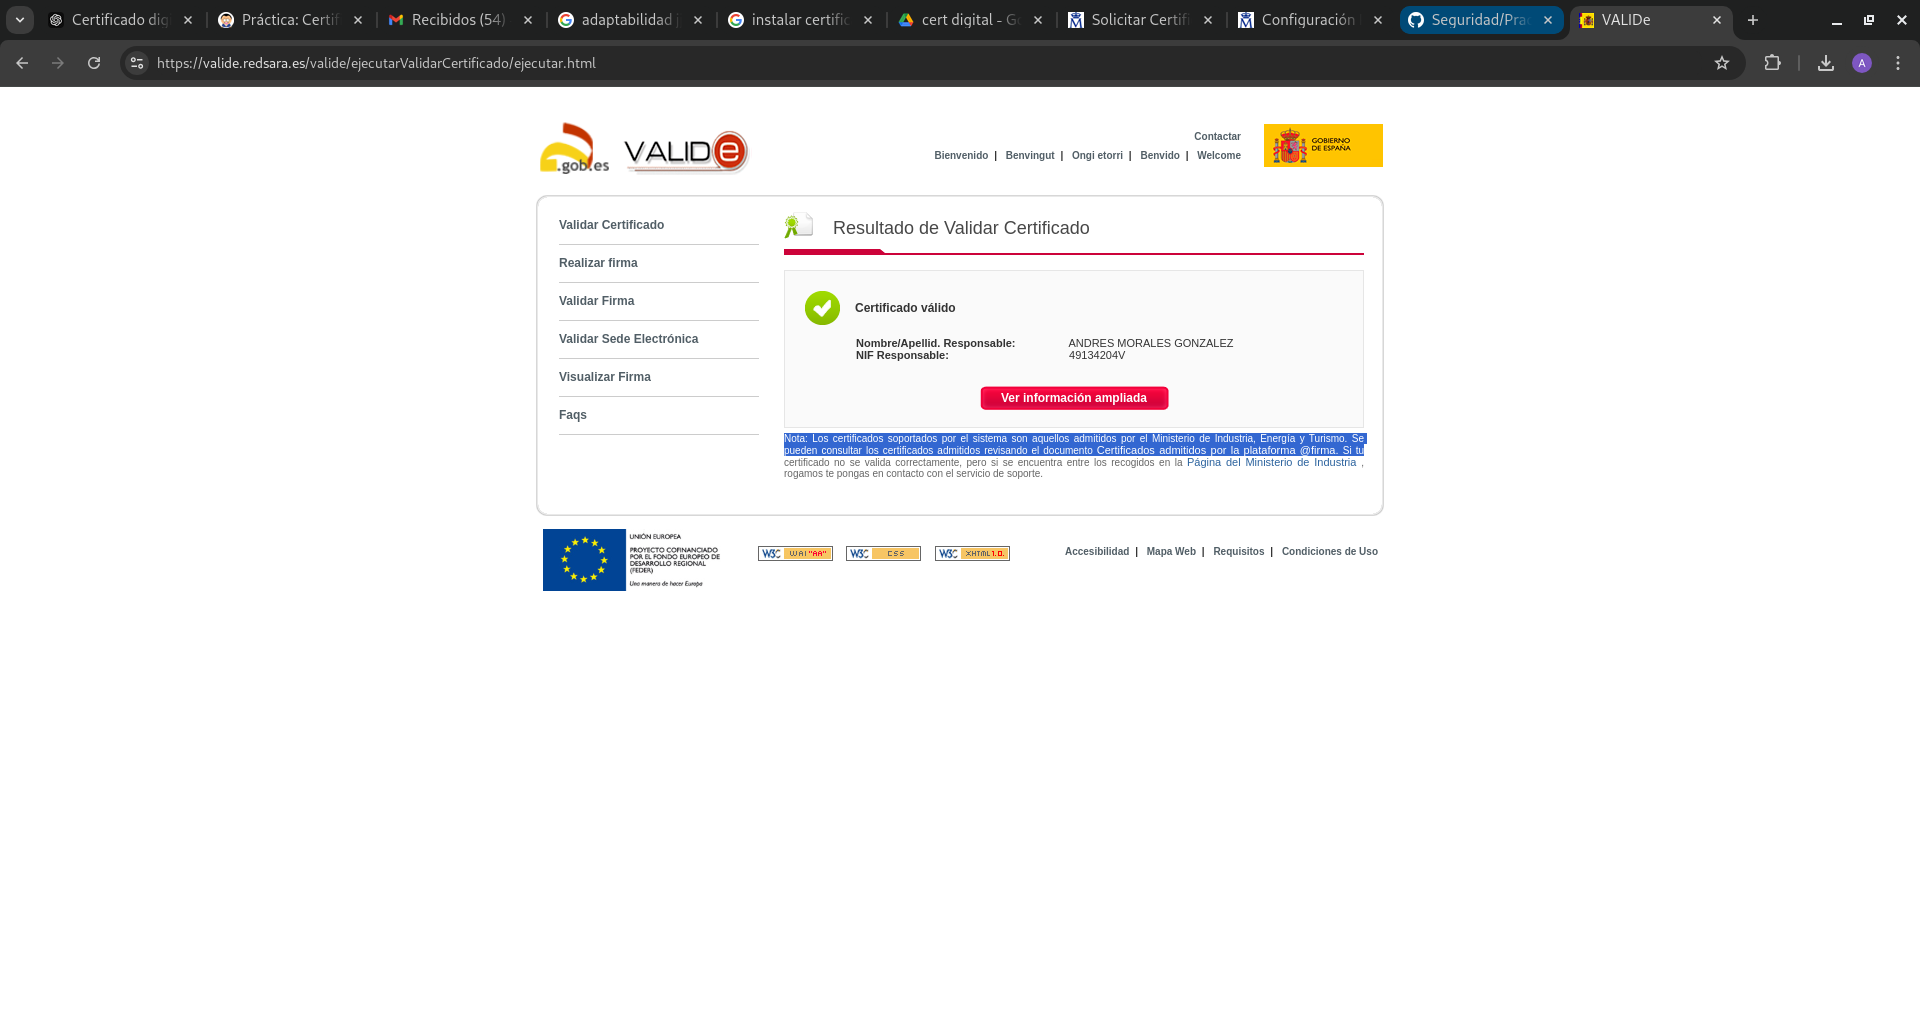 Certificado dig
Práctica: Certif
Recibidos (54)
adaptabilidad
instalar certific
cert digital - Go
Solicitar Certifi
Configuración
Seguridad/Prac
VALIDe
https://valide.redsara.es/valide/ejecutarValidarCertificado/ejecutar.html
A
.gob.es
VALIDe
Contactar
Bienvenido | Benvingut | Ongi etorri | Benvido | Welcome
GOBIERNO
DE ESPAÑA
Validar Certificado
Realizar firma
Validar Firma
Validar Sede Electrónica
Visualizar Firma
Faqs
Resultado de Validar Certificado
Certificado válido
Nombre/Apellid. Responsable: ANDRES MORALES GONZALEZ
NIF Responsable: 49134204V
Ver información ampliada
Nota: Los certificados soportados por el sistema son aquellos admitidos por el Ministerio de Industria, Energía y Turismo. Se
pueden consultar los certificados admitidos revisando el documento Certificados admitidos por la plataforma @firma. Si tu
certificado no se valida correctamente, pero si se encuentra entre los recogidos en la Página del Ministerio de Industria ,
rogamos te pongas en contacto con el servicio de soporte.
UNIÓN EUROPEA
PROYECTO COFINANCIADO
POR EL FONDO EUROPEO DE
DESARROLLO REGIONAL
(FEDER)
Una manera de hacer Europa
W3C WAI "AA"
W3C CSS
W3C XHTML 1.0.
Accesibilidad | Mapa Web | Requisitos | Condiciones de Uso